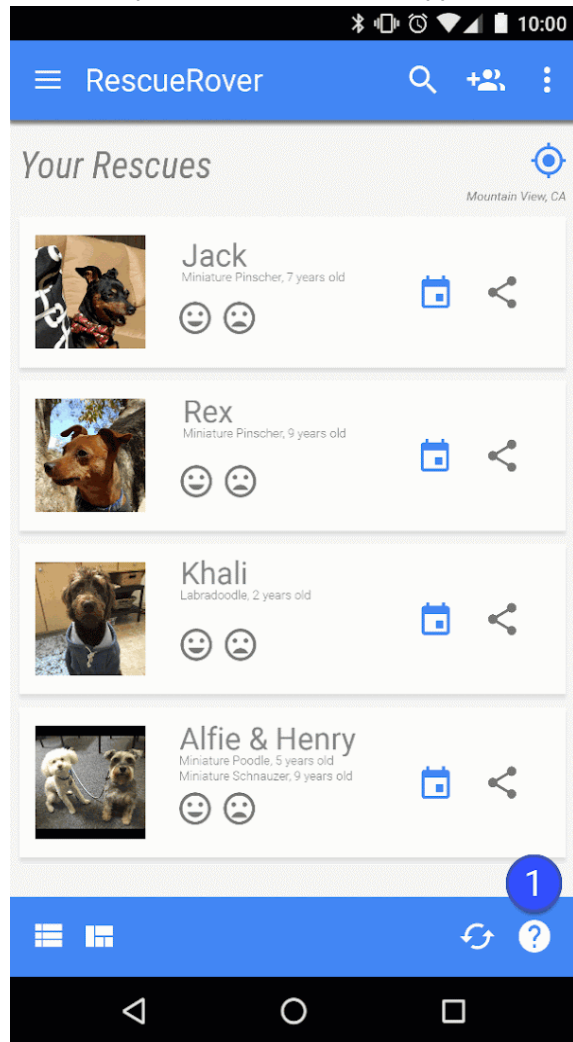 10:00
RescueRover
Your Rescues
Mountain View, CA
Jack
Miniature Pinscher, 7 years old
Rex
Miniature Pinscher, 9 years old
Khali
Labradoodle, 2 years old
Alfie & Henry
Miniature Poodle, 5 years old
Miniature Schnauzer, 9 years old
1
?